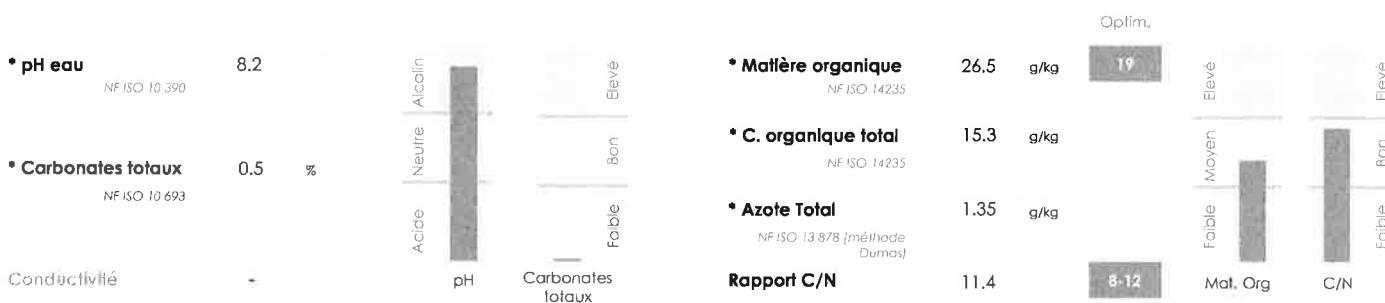 Optim.
* pH eau 8.2
NF ISO 10 390
Alcalin
Neutre
Acide
Elevé
Bon
Faible
* Carbonates totaux 0.5 %
NF ISO 10 693
Conductivité -
pH
Carbonates
totaux
* Matière organique 26.5 g/kg 19
NF ISO 14235
* C. organique total 15.3 g/kg
NF ISO 14235
* Azote Total 1.35 g/kg
NF ISO 13 878 (méthode
Dumas)
Rapport C/N 11.4 8-12
Elevé
Moyen
Faible
Elevé
Bon
Faible
Mat. Org
C/N